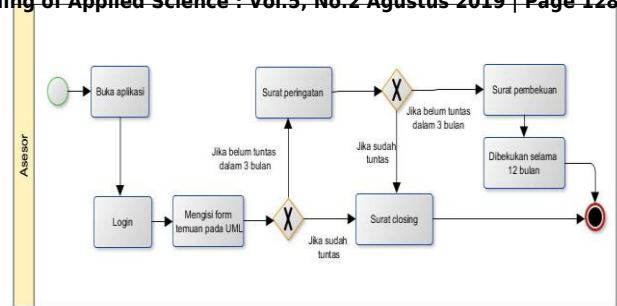 ing of Applied Science : Vol.5, No.2 Agustus 2019 | Page 128
Asesor
Buka aplikasi
Surat peringatan
Surat pembekuan
Jika belum tuntas
dalam 3 bulan
Jika belum tuntas
dalam 3 bulan
Jika sudah
tuntas
Dibekukan selama
12 bulan
Login
Mengisi form
temuan pada UML
Surat closing
Jika sudah
tuntas